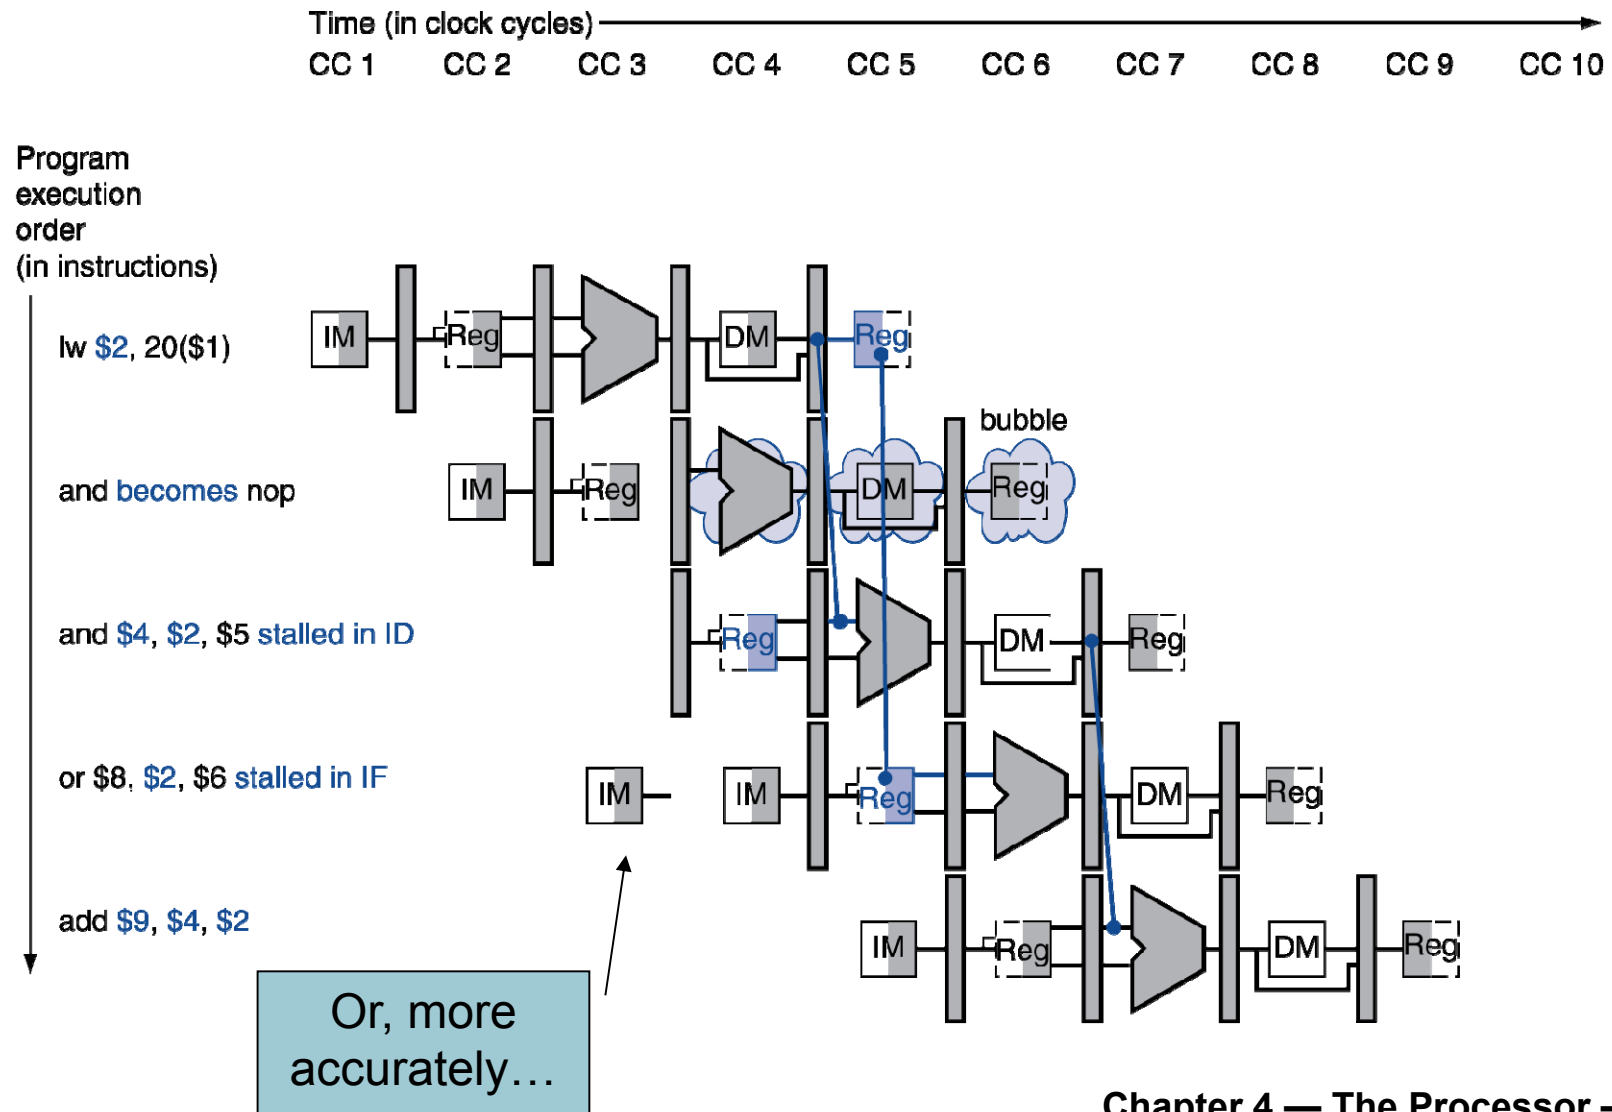 Time (in clock cycles)
CC 1 CC 2 CC 3 CC 4 CC 5 CC 6 CC 7 CC 8 CC 9 CC 10
Program
execution
order
(in instructions)
lw $2, 20($1)
IM Reg DM Reg
bubble
and becomes nop
IM Reg DM Reg
and $4, $2, $5 stalled in ID
Reg DM Reg
or $8, $2, $6 stalled in IF
IM IM Reg DM Reg
add $9, $4, $2
IM Reg DM Reg
Or, more
accurately…
Chapter 4 — The Processor –